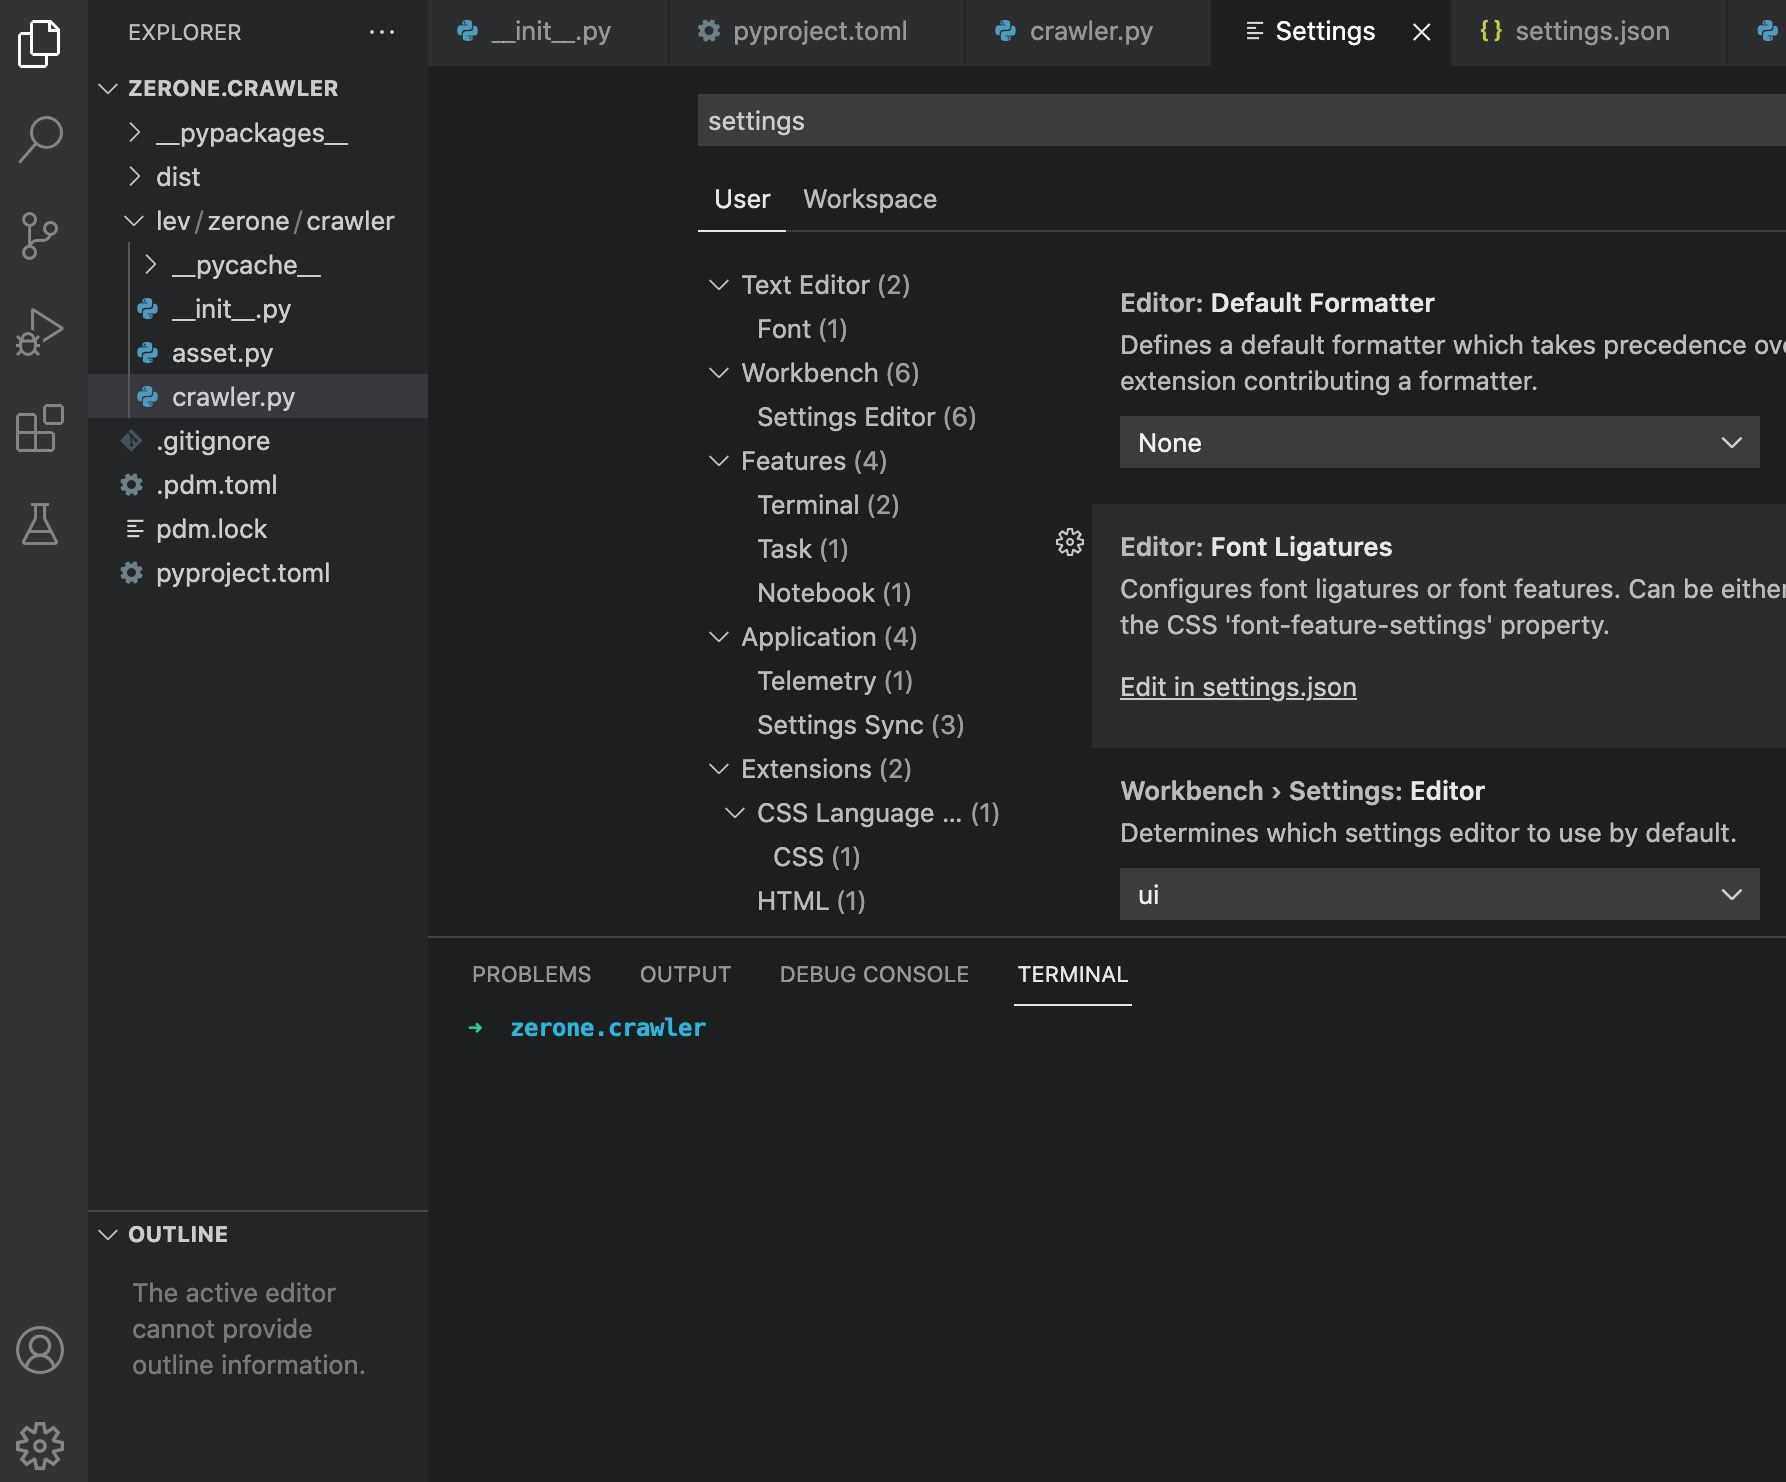 EXPLORER
ZERONE.CRAWLER
__pypackages__
dist
lev/zerone/crawler
__pycache__
__init__.py
asset.py
crawler.py
.gitignore
.pdm.toml
pdm.lock
pyproject.toml
OUTLINE
The active editor
cannot provide
outline information.
__init__.py
pyproject.toml
crawler.py
Settings
settings.json
settings
User
Workspace
Text Editor (2)
Font (1)
Workbench (6)
Settings Editor (6)
Features (4)
Terminal (2)
Task (1)
Notebook (1)
Application (4)
Telemetry (1)
Settings Sync (3)
Extensions (2)
CSS Language ... (1)
CSS (1)
HTML (1)
Editor: Default Formatter
Defines a default formatter which takes precedence
extension contributing a formatter.
None
Editor: Font Ligatures
Configures font ligatures or font features. Can be either
the CSS 'font-feature-settings' property.
Edit in settings.json
Workbench › Settings: Editor
Determines which settings editor to use by default.
ui
PROBLEMS
OUTPUT
DEBUG CONSOLE
TERMINAL
➜ zerone.crawler